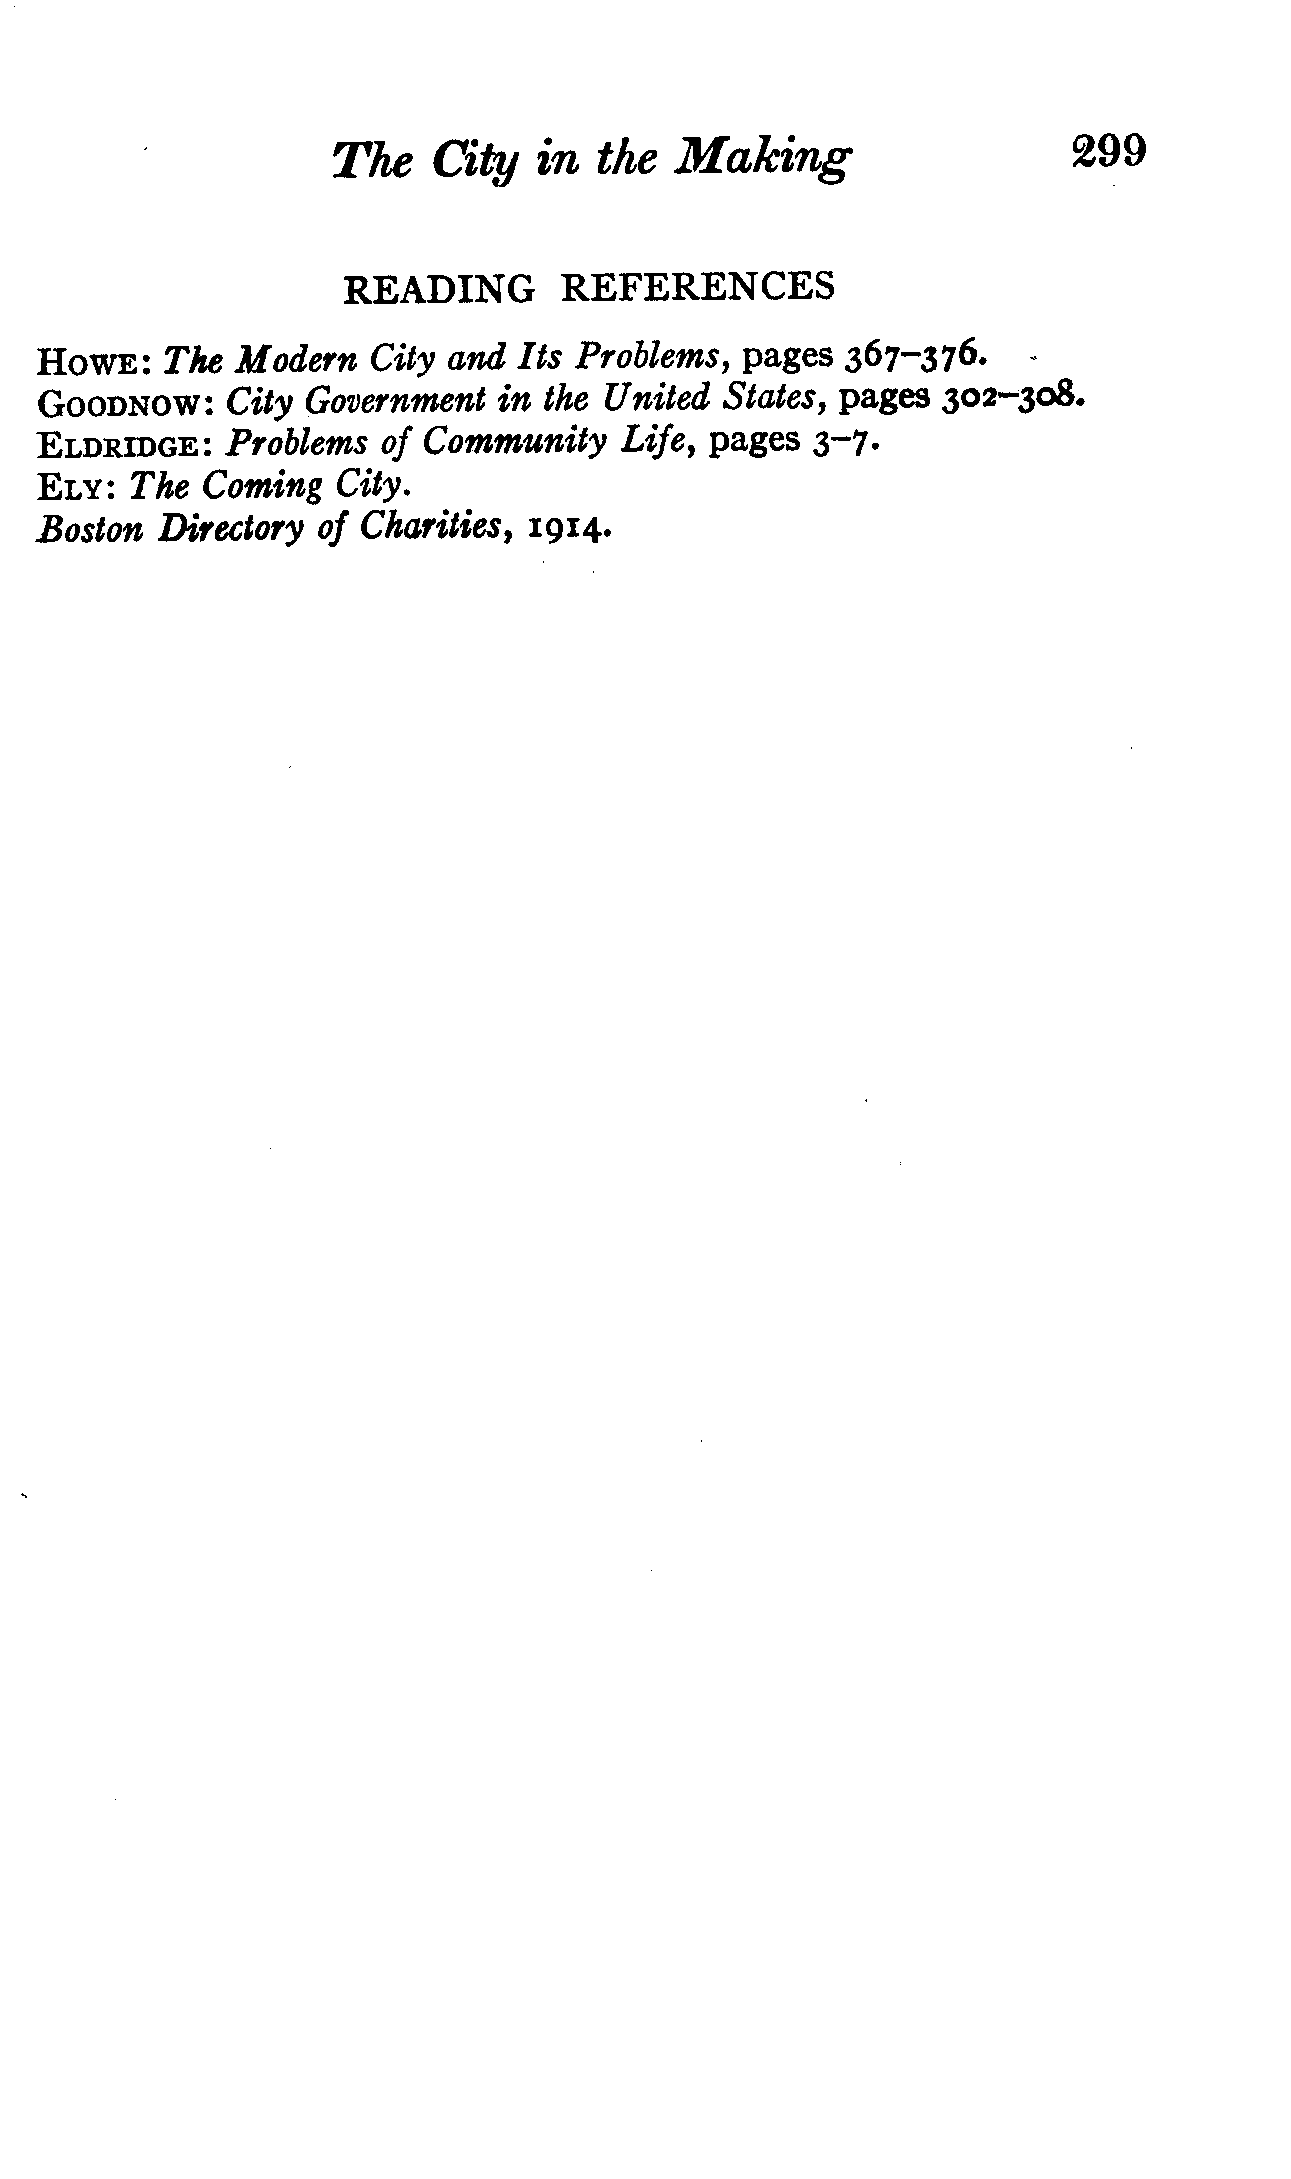 The City in the Making 299
READING REFERENCES
HOWE: The Modern City and Its Problems, pages 367–376.
GOODNOW: City Government in the United States, pages 302–308.
ELDRIDGE: Problems of Community Life, pages 3–7.
ELY: The Coming City.
Boston Directory of Charities, 1914.